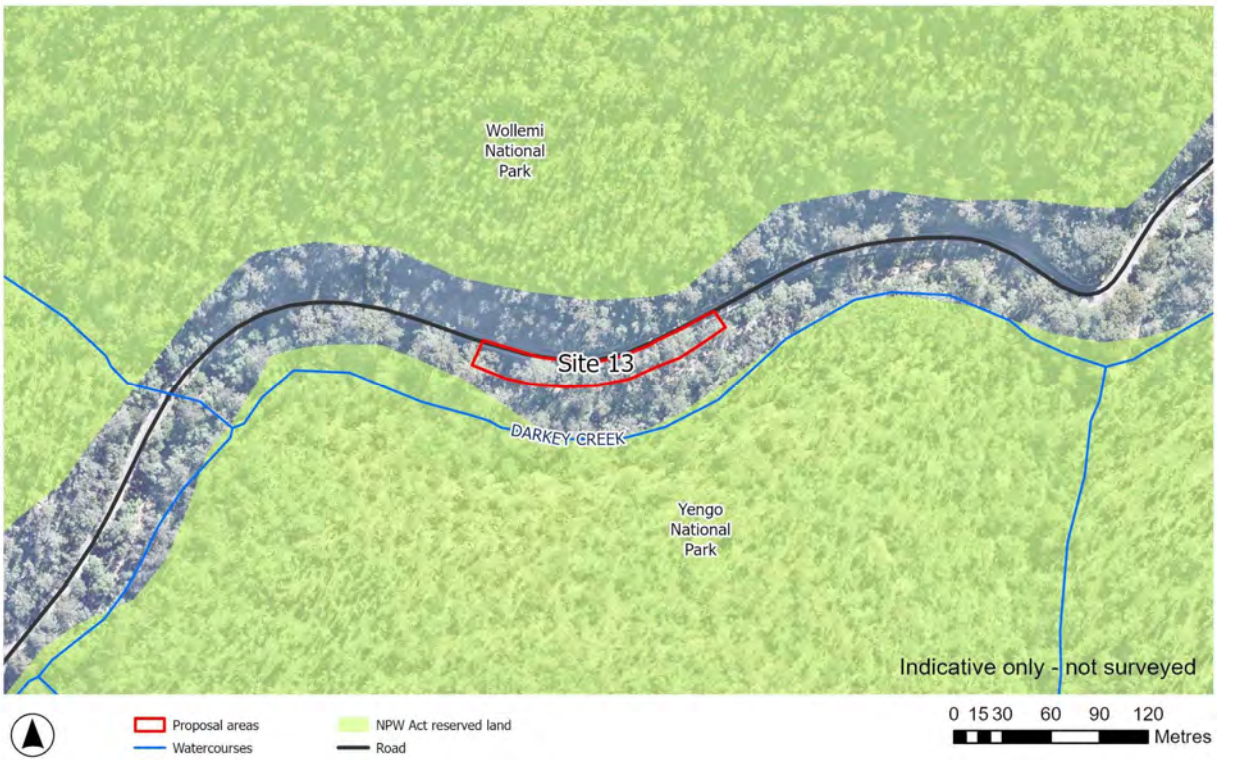 Wollemi
National
Park
Site 13
DARKEY CREEK
Yengo
National
Park
Indicative only - not surveyed
Proposal areas
NPW Act reserved land
Watercourses
Road
0 15 30 60 90 120
Metres